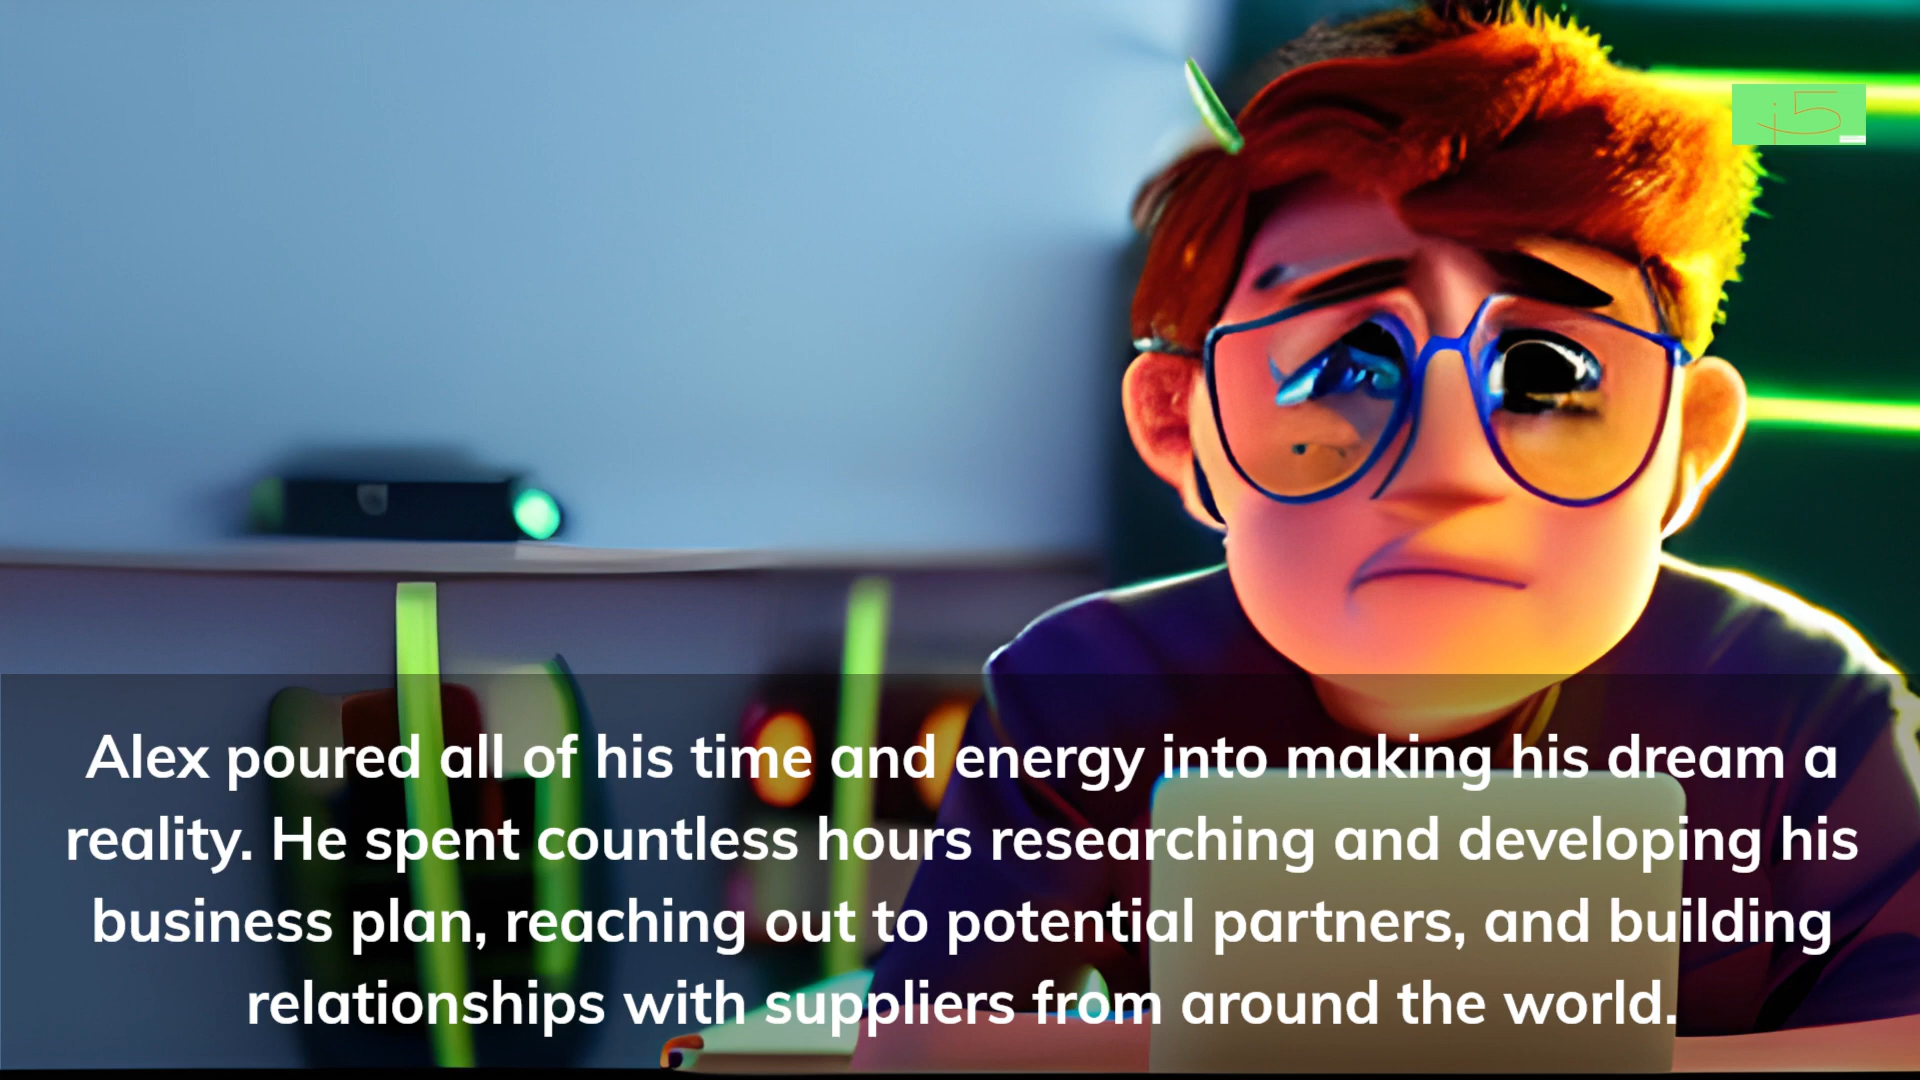 i5
Alex poured all of his time and energy into making his dream a
reality. He spent countless hours researching and developing his
business plan, reaching out to potential partners, and building
relationships with suppliers from around the world.